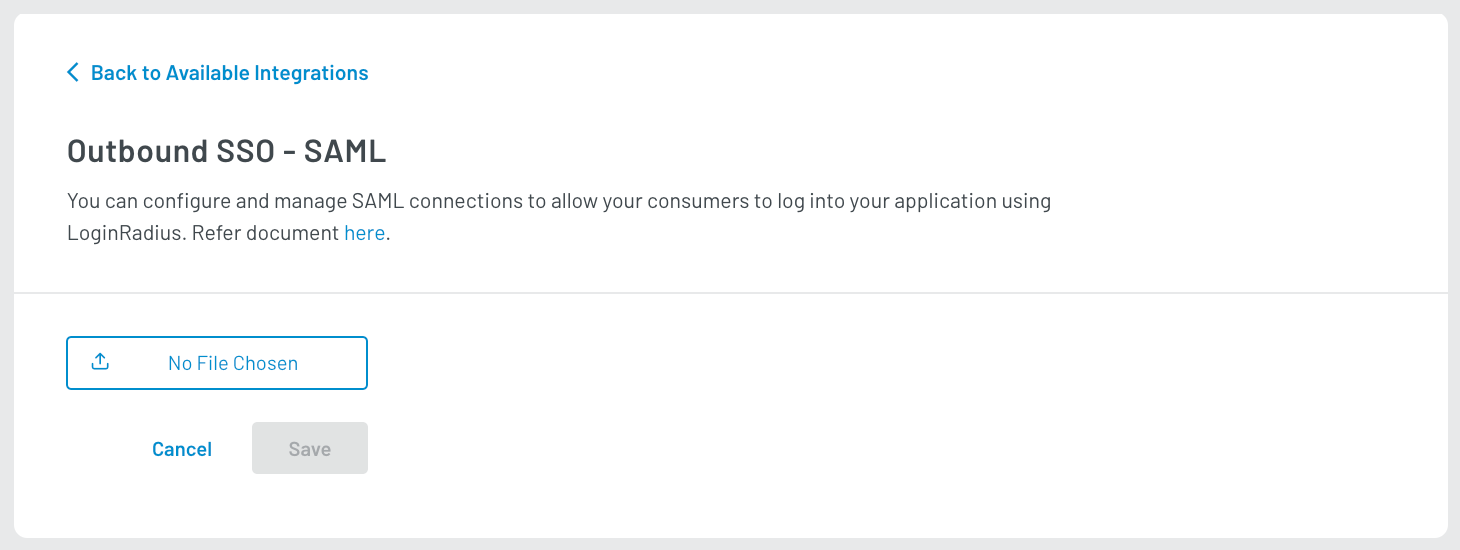 Back to Available Integrations
Outbound SSO - SAML
You can configure and manage SAML connections to allow your consumers to log into your application using
LoginRadius. Refer document here.
No File Chosen
Cancel Save